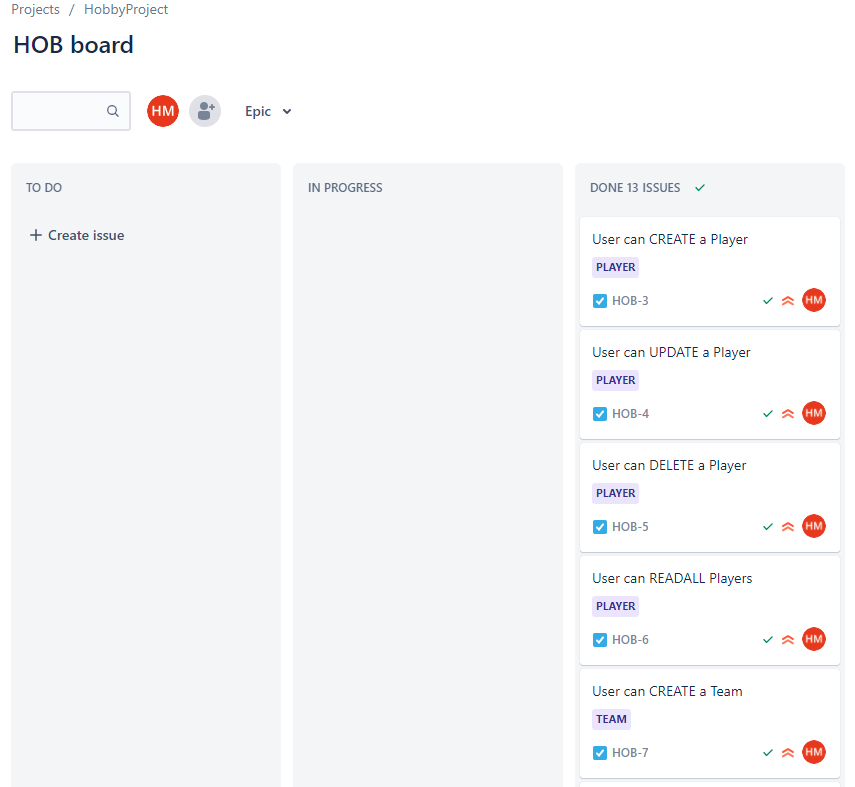 Projects / HobbyProject
HOB board
HM
Epic
TO DO
+ Create issue
IN PROGRESS
DONE 13 ISSUES
User can CREATE a Player
PLAYER
HOB-3
HM
User can UPDATE a Player
PLAYER
HOB-4
HM
User can DELETE a Player
PLAYER
HOB-5
HM
User can READALL Players
PLAYER
HOB-6
HM
User can CREATE a Team
TEAM
HOB-7
HM